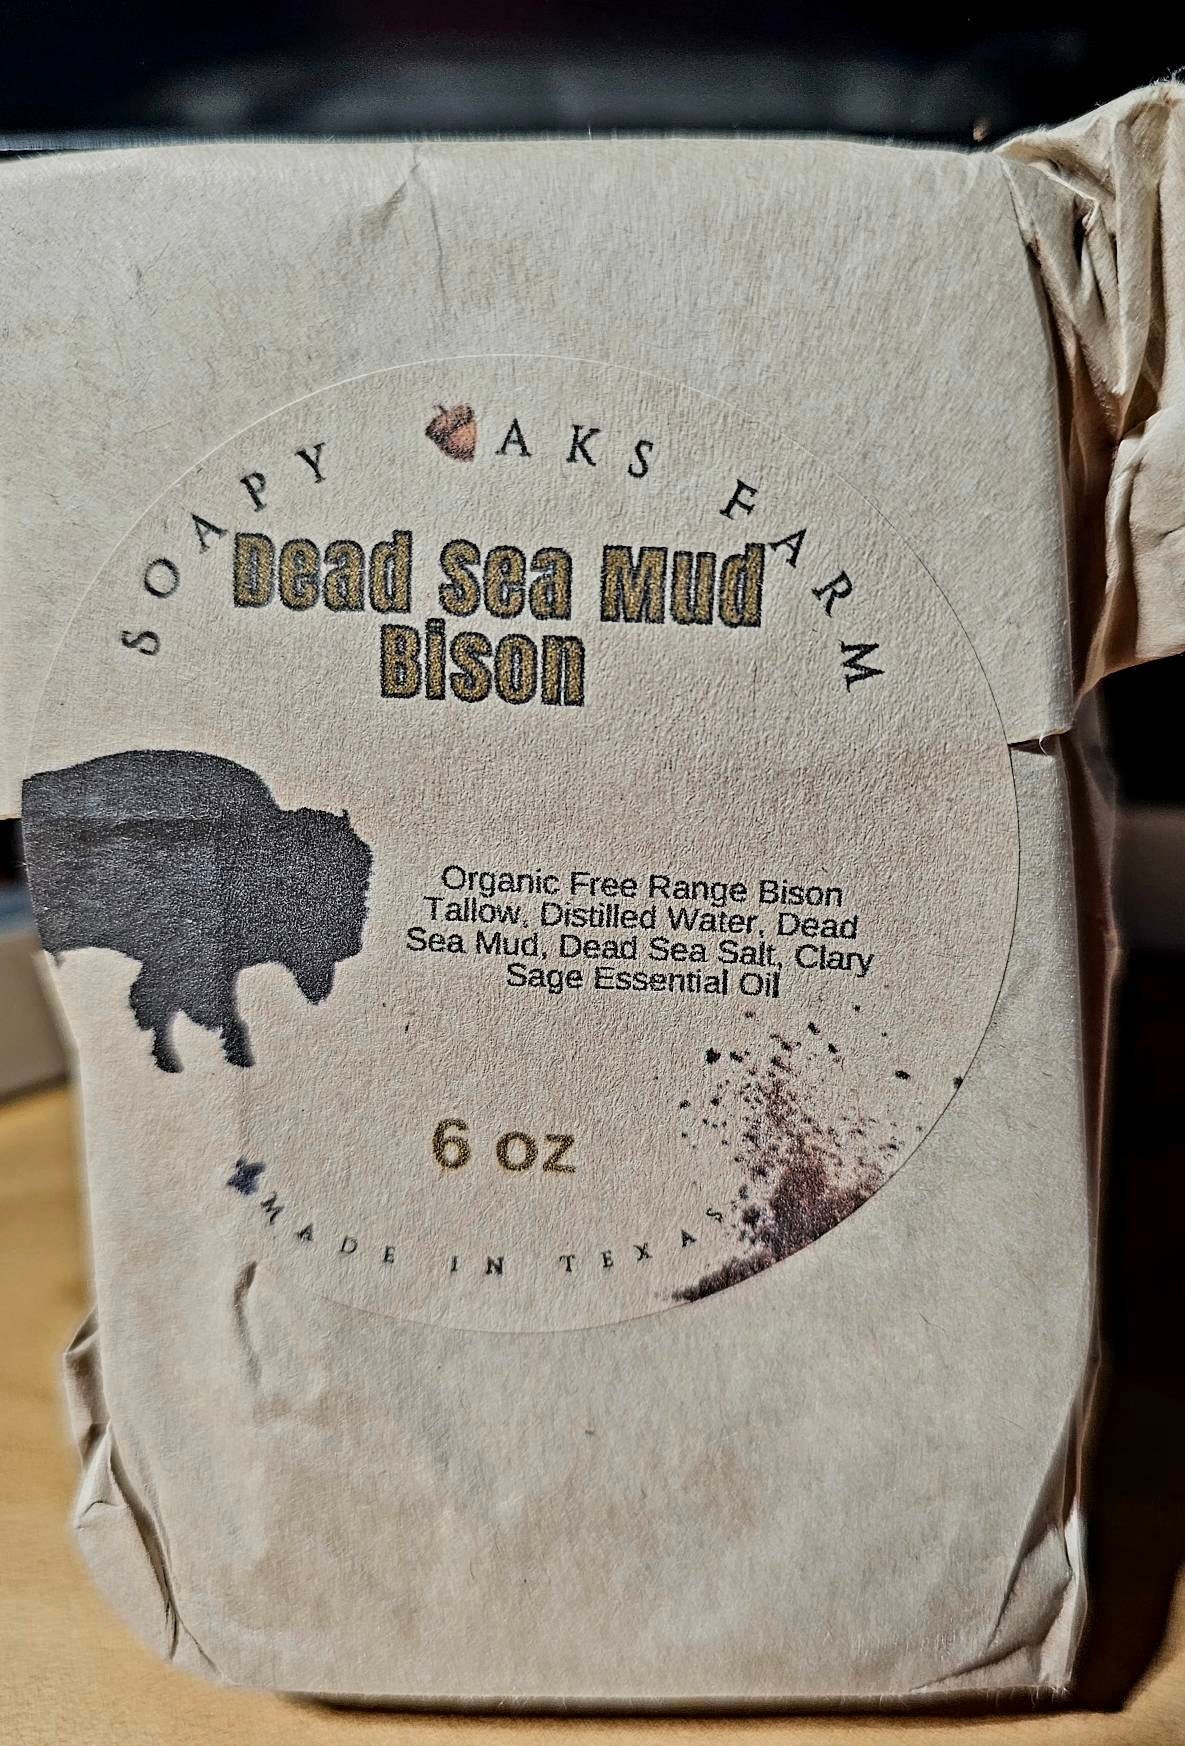 SOAPY AKS FARM
Dead Sea Mud
Bison
Organic Free Range Bison
Tallow, Distilled Water, Dead
Sea Mud, Dead Sea Salt, Clary
Sage Essential Oil
6 oz
MADE IN TEXAS